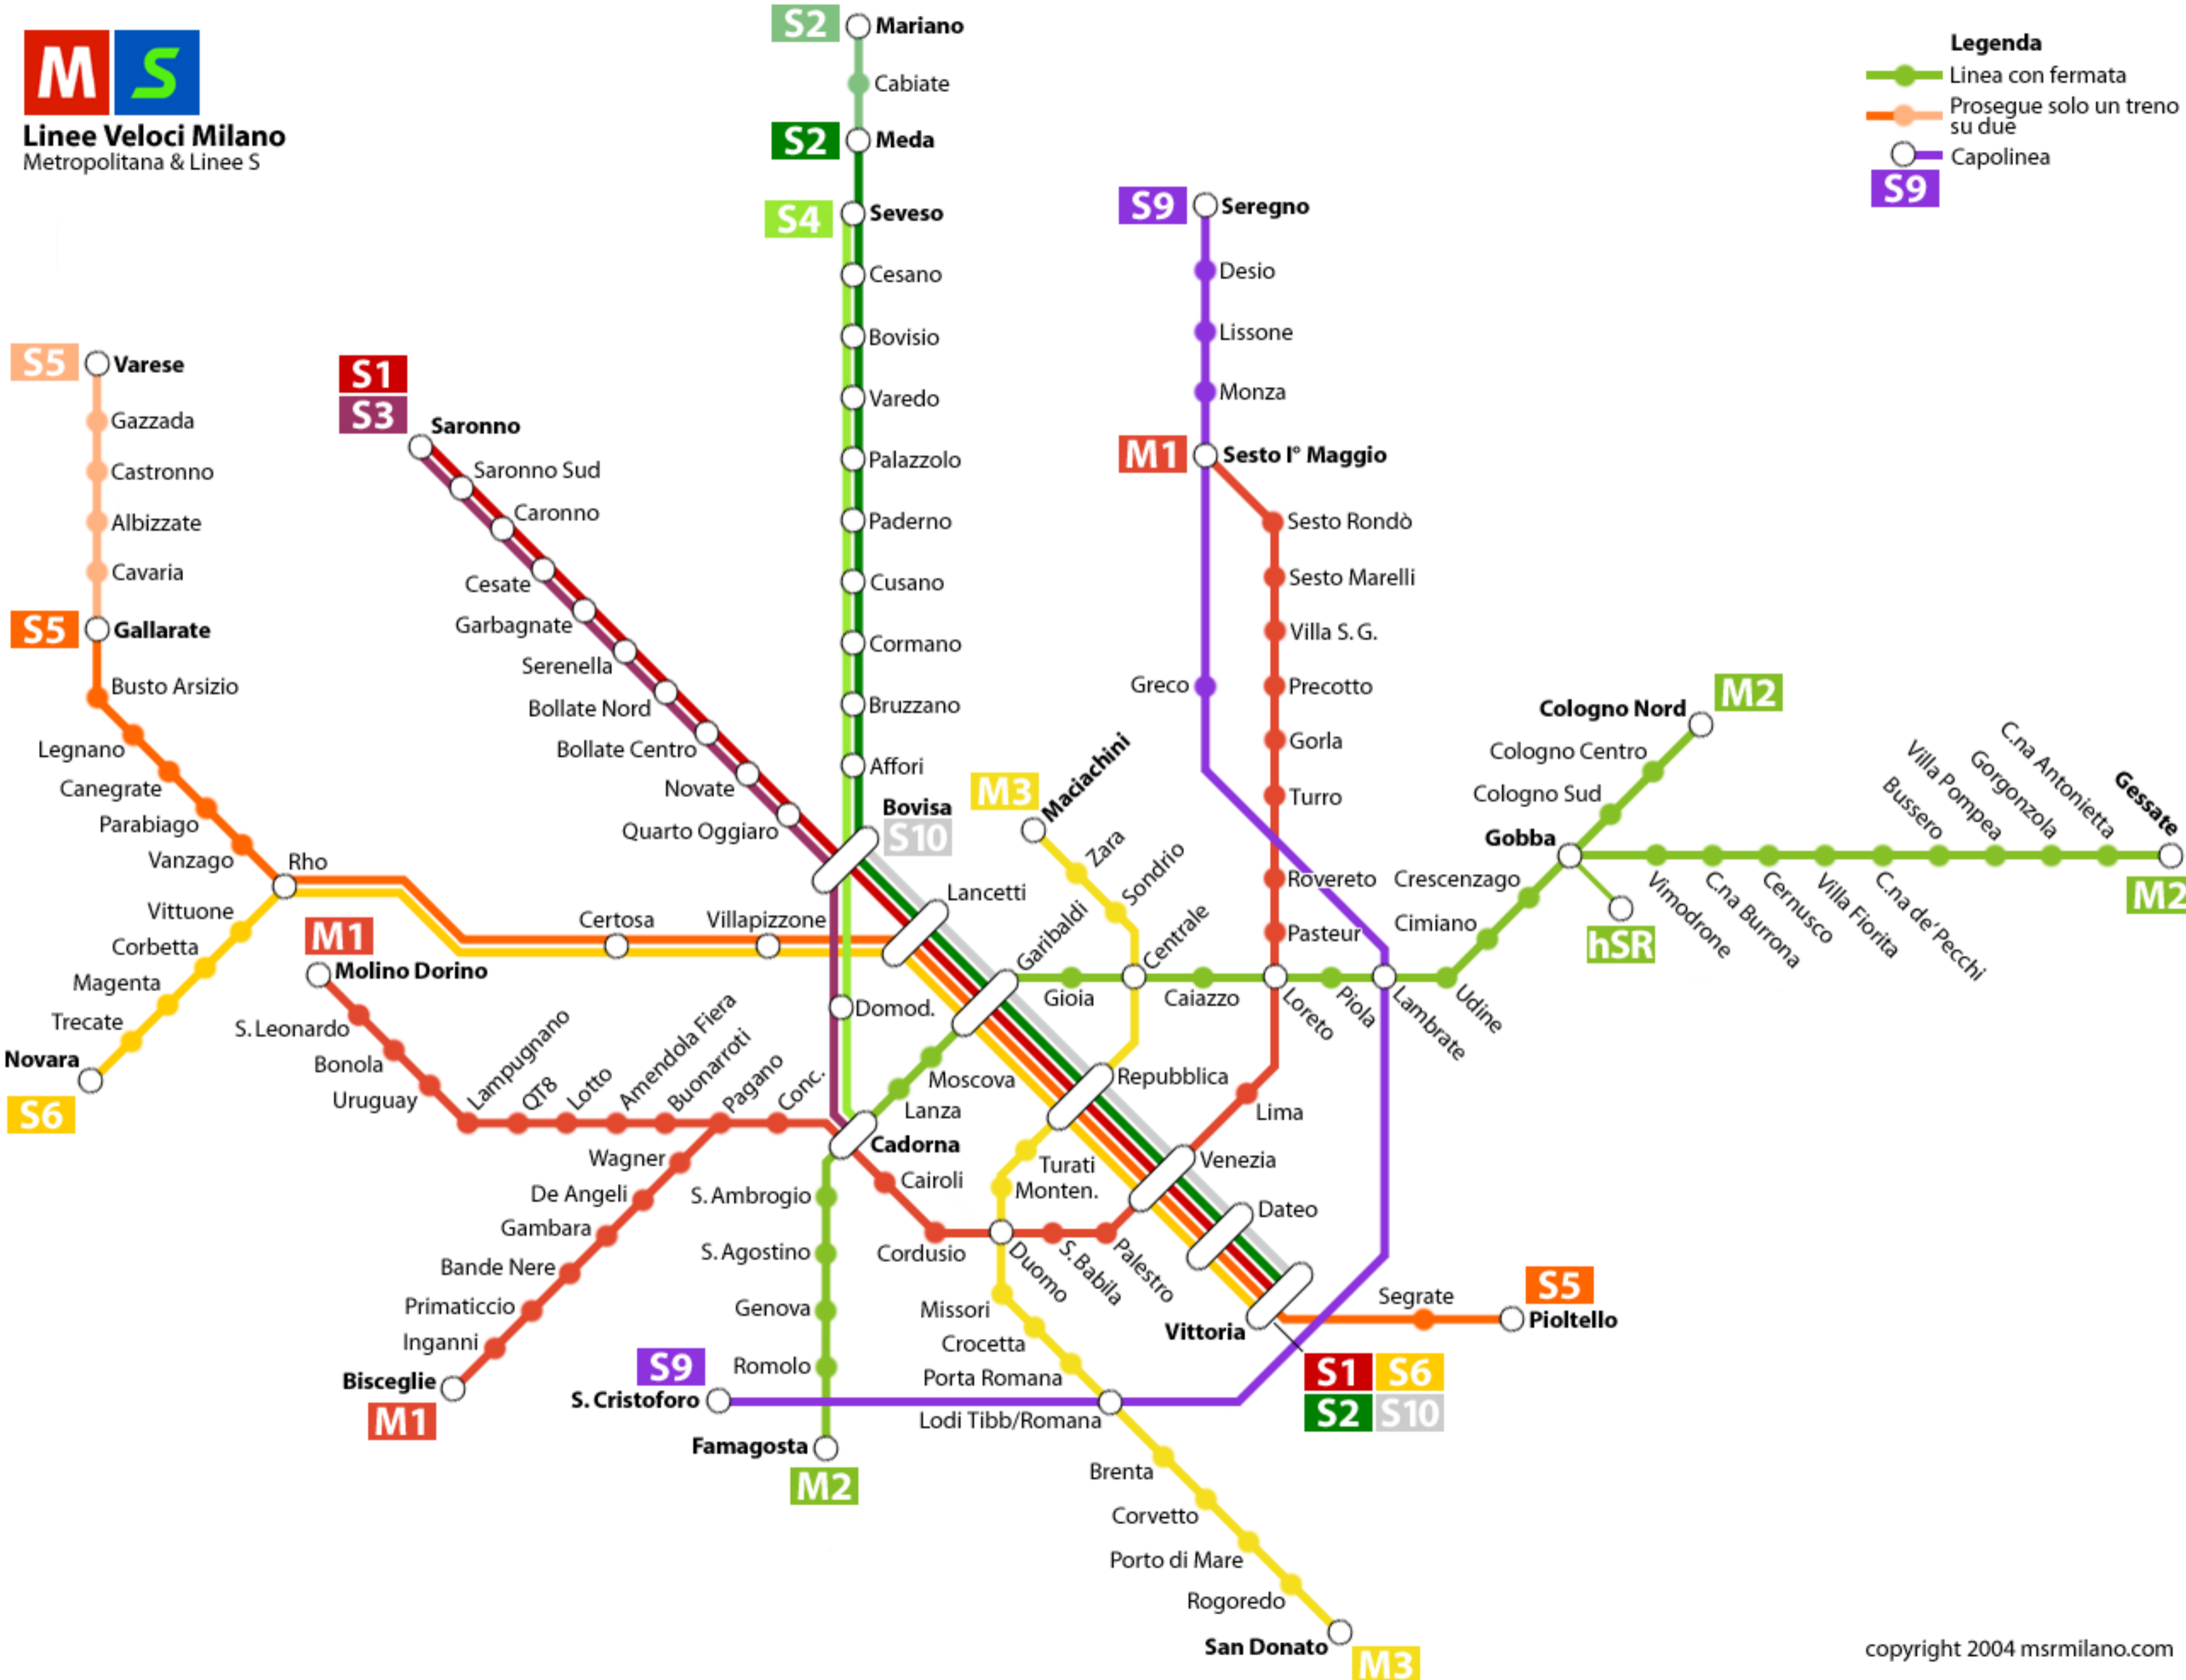 M S
Linee Veloci Milano
Metropolitana & Linee S
Legenda
Linea con fermata
Prosegue solo un treno
su due
Capolinea
S9
S2 Mariano
Cabiate
S2 Meda
S4 Seveso
Cesano
Bovisio
Varedo
Palazzolo
Paderno
Cusano
Cormano
Bruzzano
Affori
Bovisa
S10
S9 Seregno
Desio
Lissone
Monza
M1 Sesto I° Maggio
Sesto Rondò
Sesto Marelli
Villa S. G.
Greco
Precotto
Gorla
Turro
Rovereto
Pasteur
S5 Varese
Gazzada
Castronno
Albizzate
Cavaria
S5 Gallarate
Busto Arsizio
Legnano
Canegrate
Parabiago
Vanzago
Rho
Vittuone
Corbetta
Magenta
Trecate
Novara
S6
S1
S3
Saronno
Saronno Sud
Caronno
Cesate
Garbagnate
Serenella
Bollate Nord
Bollate Centro
Novate
Quarto Oggiaro
Certosa
Villapizzone
Lancetti
Domod.
M1
Molino Dorino
S. Leonardo
Bonola
Uruguay
Lampugnano
QT8
Lotto
Amendola Fiera
Buonarroti
Pagano
Conc.
Wagner
De Angeli
Gambara
Bande Nere
Primaticcio
Inganni
Bisceglie
M1
M3
Maciachini
Zara
Sondrio
Garibaldi
Centrale
Gioia
Caiazzo
Loreto
Piola
Lambrate
Udine
Cimiano
Crescenzago
Gobba
Cologno Sud
Cologno Centro
Cologno Nord
M2
hSR
Vimodrone
C.na Burrona
Cernusco
Villa Fiorita
C.na de' Pecchi
Bussero
Villa Pompea
Gorgonzola
C.na Antonietta
Gessate
M2
Moscova
Lanza
Cadorna
Repubblica
Lima
Turati
Monten.
Venezia
Dateo
Cairoli
Cordusio
Duomo
S. Babila
Palestro
S. Ambrogio
S. Agostino
Genova
Romolo
Famagosta
M2
S9
S. Cristoforo
Missori
Crocetta
Porta Romana
Lodi Tibb/Romana
Vittoria
Segrate
S5
Pioltello
S1 S6
S2 S10
Brenta
Corvetto
Porto di Mare
Rogoredo
San Donato
M3
copyright 2004 msrmilano.com